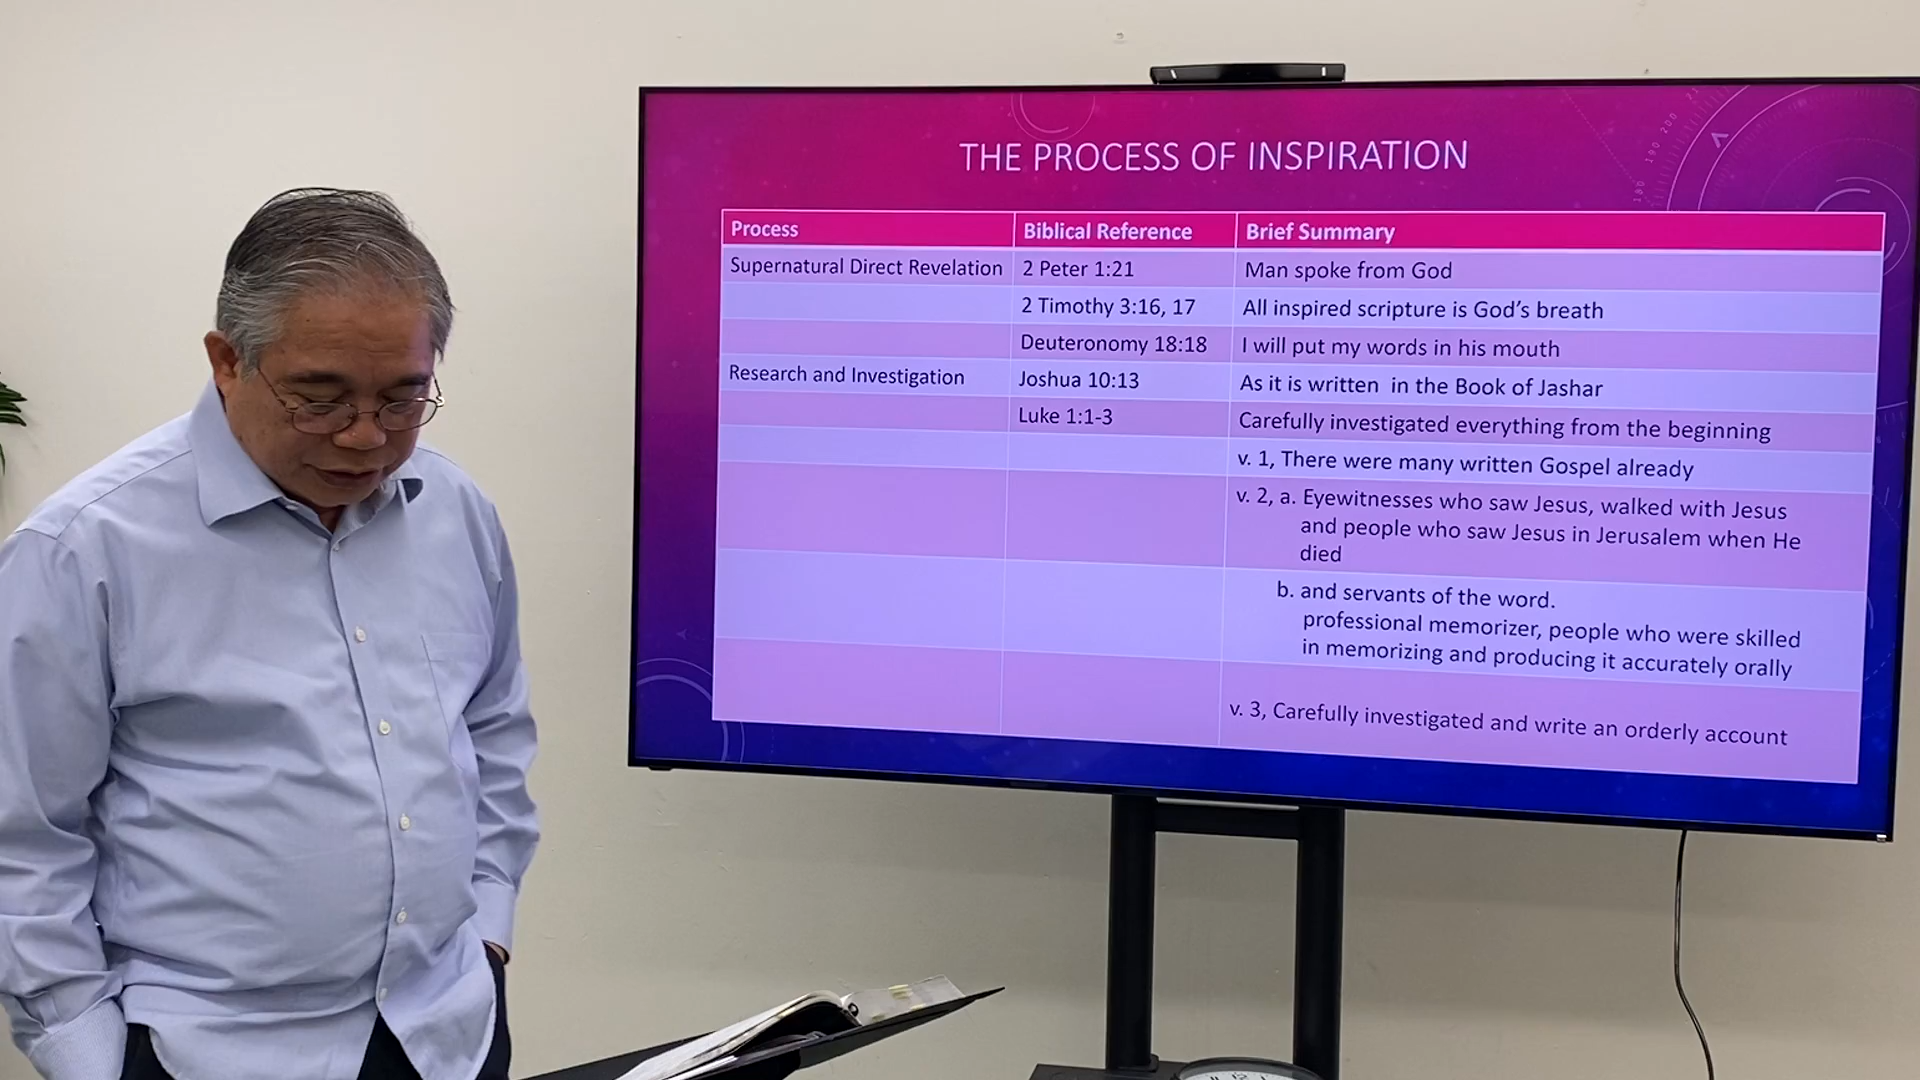 THE PROCESS OF INSPIRATION
Process Biblical Reference Brief Summary
Supernatural Direct Revelation 2 Peter 1:21 Man spoke from God
2 Timothy 3:16, 17 All inspired scripture is God’s breath
Deuteronomy 18:18 I will put my words in his mouth
Research and Investigation Joshua 10:13 As it is written in the Book of Jashar
Luke 1:1-3 Carefully investigated everything from the beginning
v. 1, There were many written Gospel already
v. 2, a. Eyewitnesses who saw Jesus, walked with Jesus
and people who saw Jesus in Jerusalem when He
died
b. and servants of the word.
professional memorizer, people who were skilled
in memorizing and producing it accurately orally
v. 3, Carefully investigated and write an orderly account
200
190
180